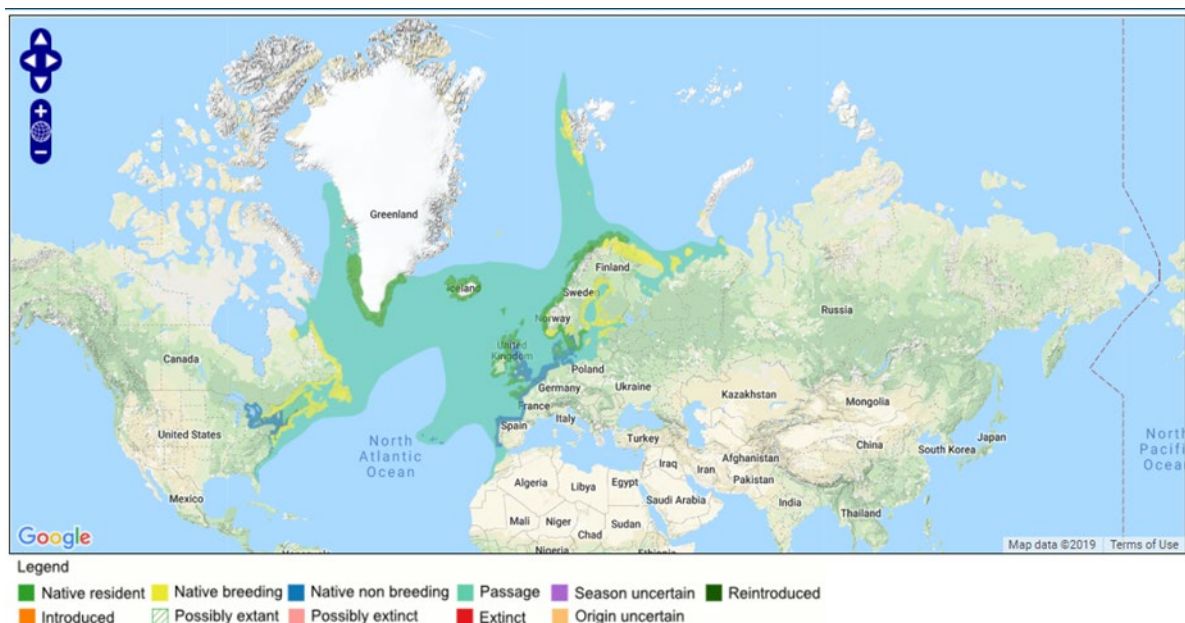 Greenland
Iceland
Finland
Sweden
Norway
Russia
Canada
United
Kingdom
Poland
Germany
Ukraine
Kazakhstan
Mongolia
France
Italy
Spain
Turkey
United States
North
Atlantic
Ocean
China
South Korea
Japan
North
Pacific
Ocean
Afghanistan
Iraq
Iran
Pakistan
Algeria
Libya
Egypt
Saudi Arabia
India
Mexico
Mali
Niger
Sudan
Chad
Thailand
Nigeria
Google
Map data ©2019
Terms of Use
Legend
Native resident
Native breeding
Native non breeding
Passage
Season uncertain
Reintroduced
Introduced
Possibly extant
Possibly extinct
Extinct
Origin uncertain